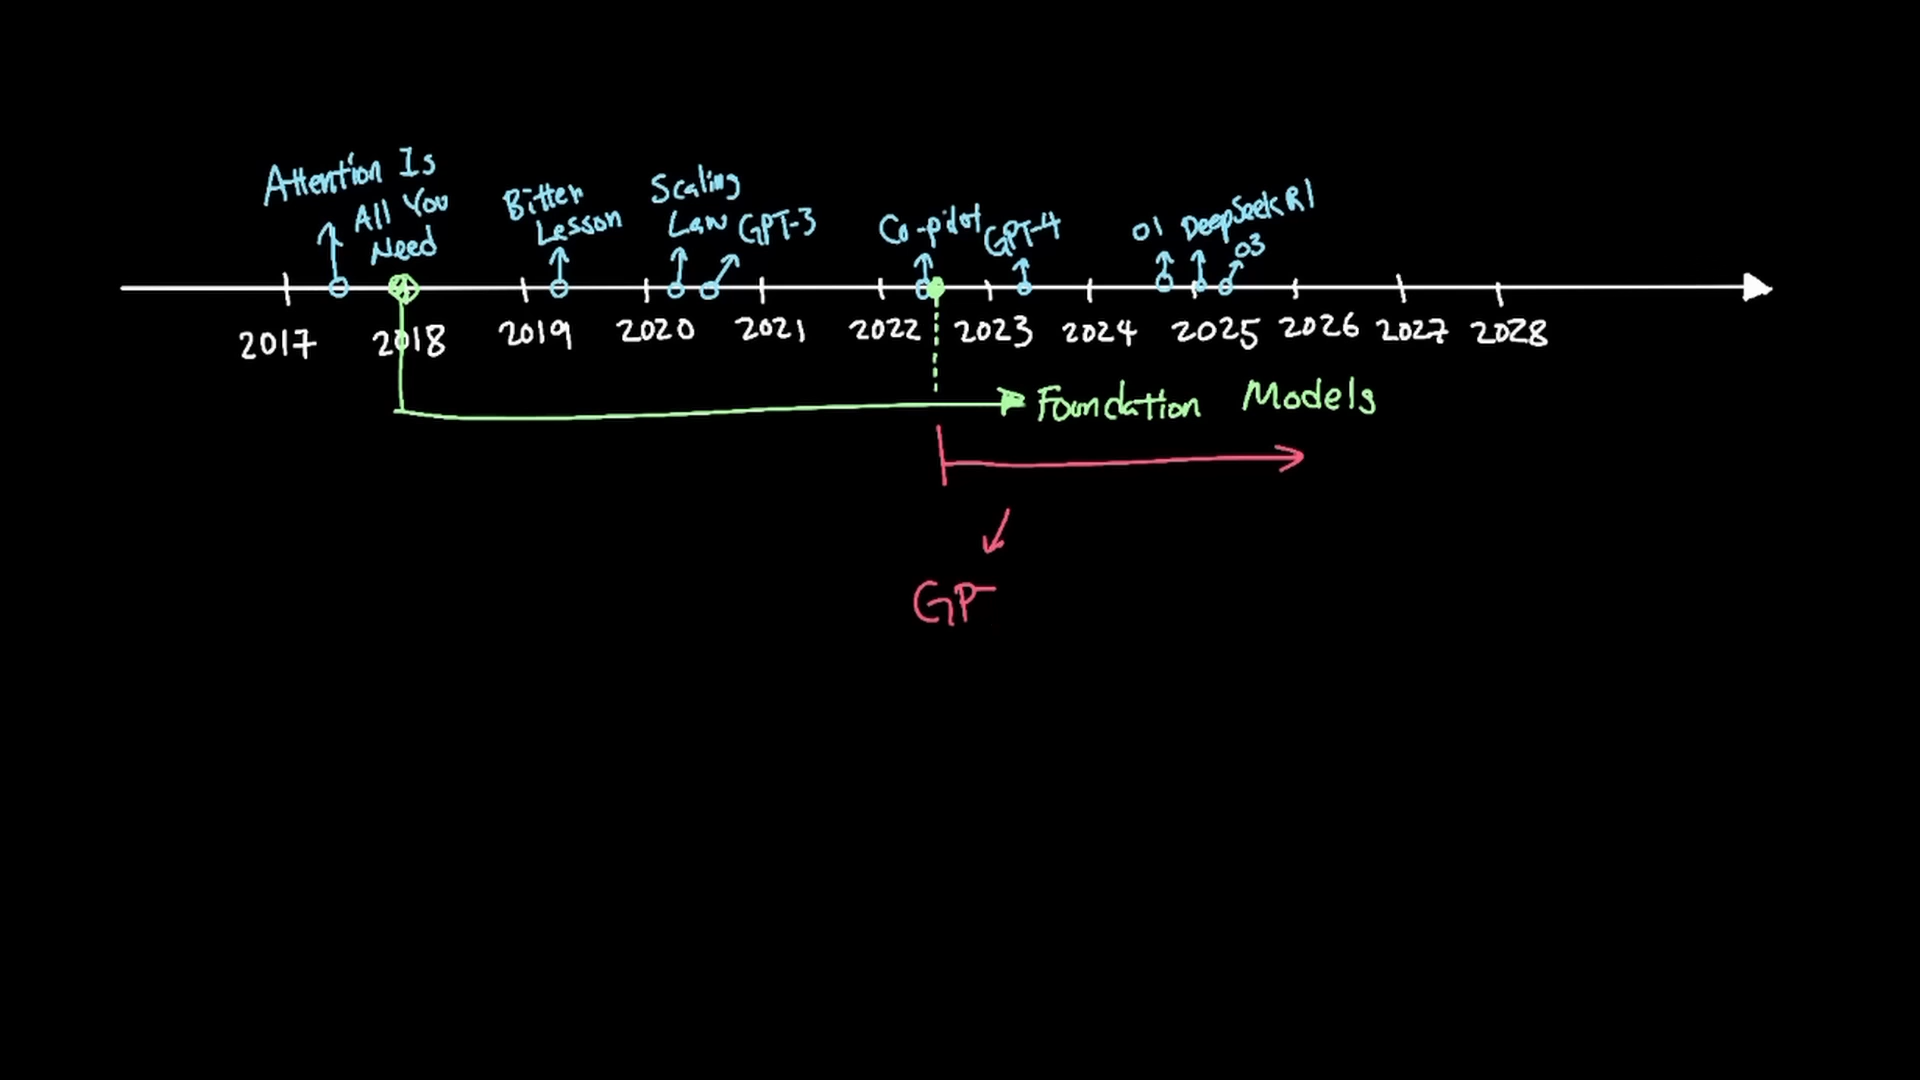 Attention Is
All You
Need
Bitter
Lesson
Scaling
Law
GPT-3
Co-pilot
GPT-4
o1
DeepSeek R1
o3
2017
2018
2019
2020
2021
2022
2023
2024
2025
2026
2027
2028
Foundation Models
GP